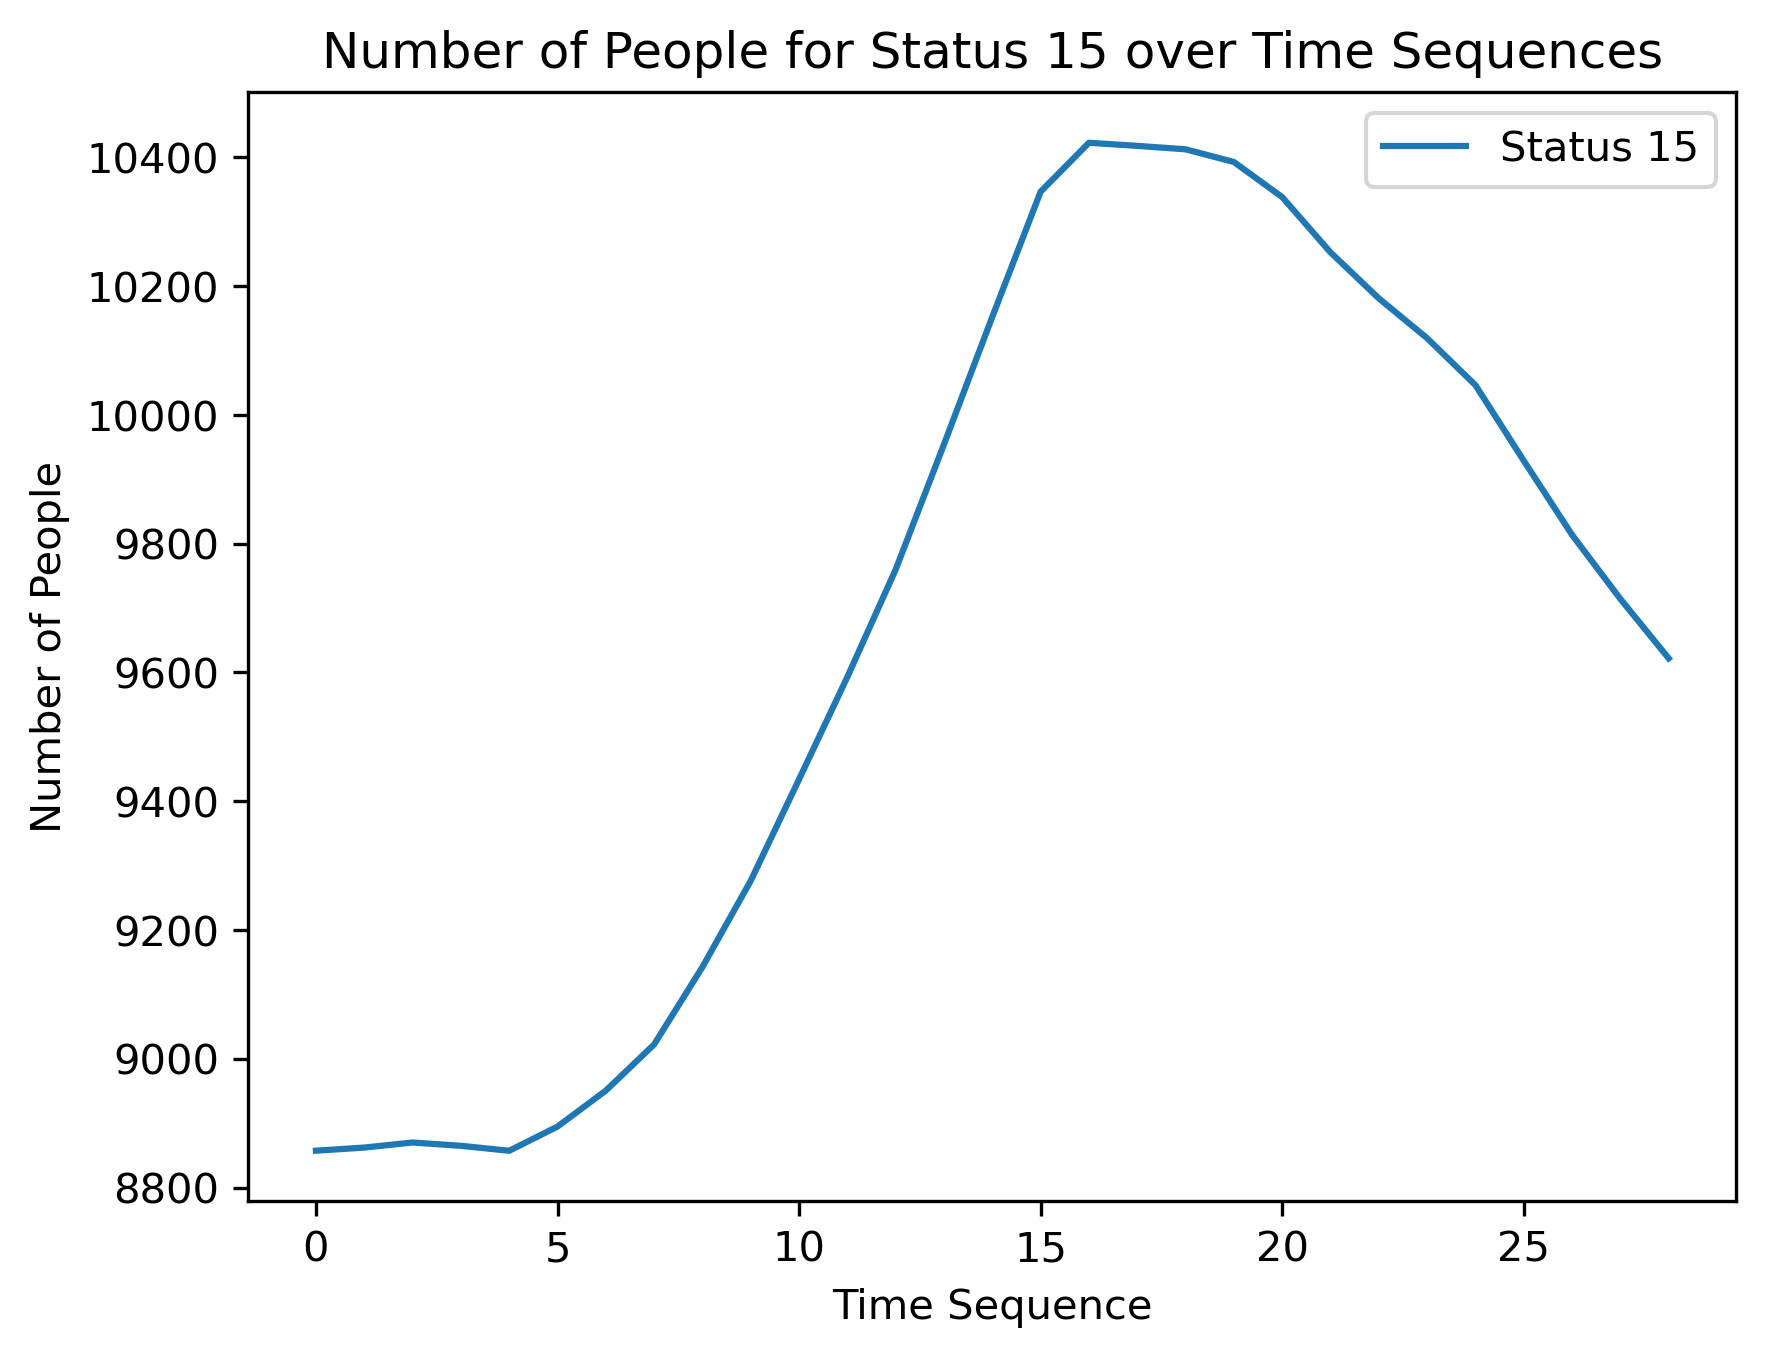 Number of People for Status 15 over Time Sequences
Status 15
10400
10200
10000
9800
9600
9400
9200
9000
8800
Number of People
0 5 10 15 20 25
Time Sequence